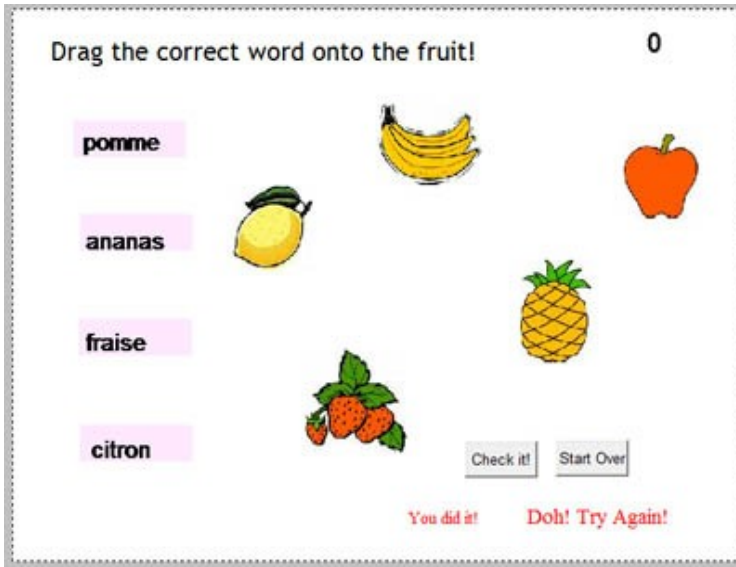 Drag the correct word onto the fruit!
0
pomme
ananas
fraise
citron
Check it!
Start Over
You did it!
Doh! Try Again!